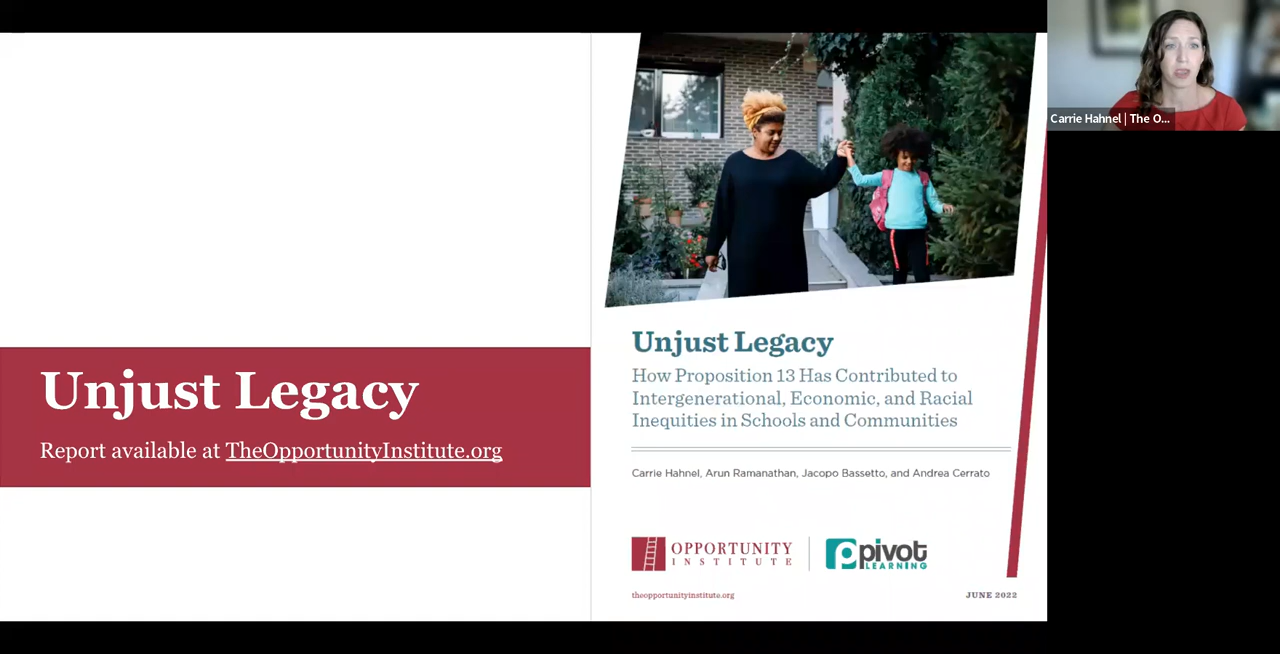 Carrie Hahnel | The O...
Unjust Legacy
Report available at TheOpportunityInstitute.org
Unjust Legacy
How Proposition 13 Has Contributed to
Intergenerational, Economic, and Racial
Inequities in Schools and Communities
Carrie Hahnel, Arun Ramanathan, Jacopo Bassetto, and Andrea Cerrato
OPPORTUNITY
INSTITUTE
pivot
LEARNING
theopportunityinstitute.org
JUNE 2022